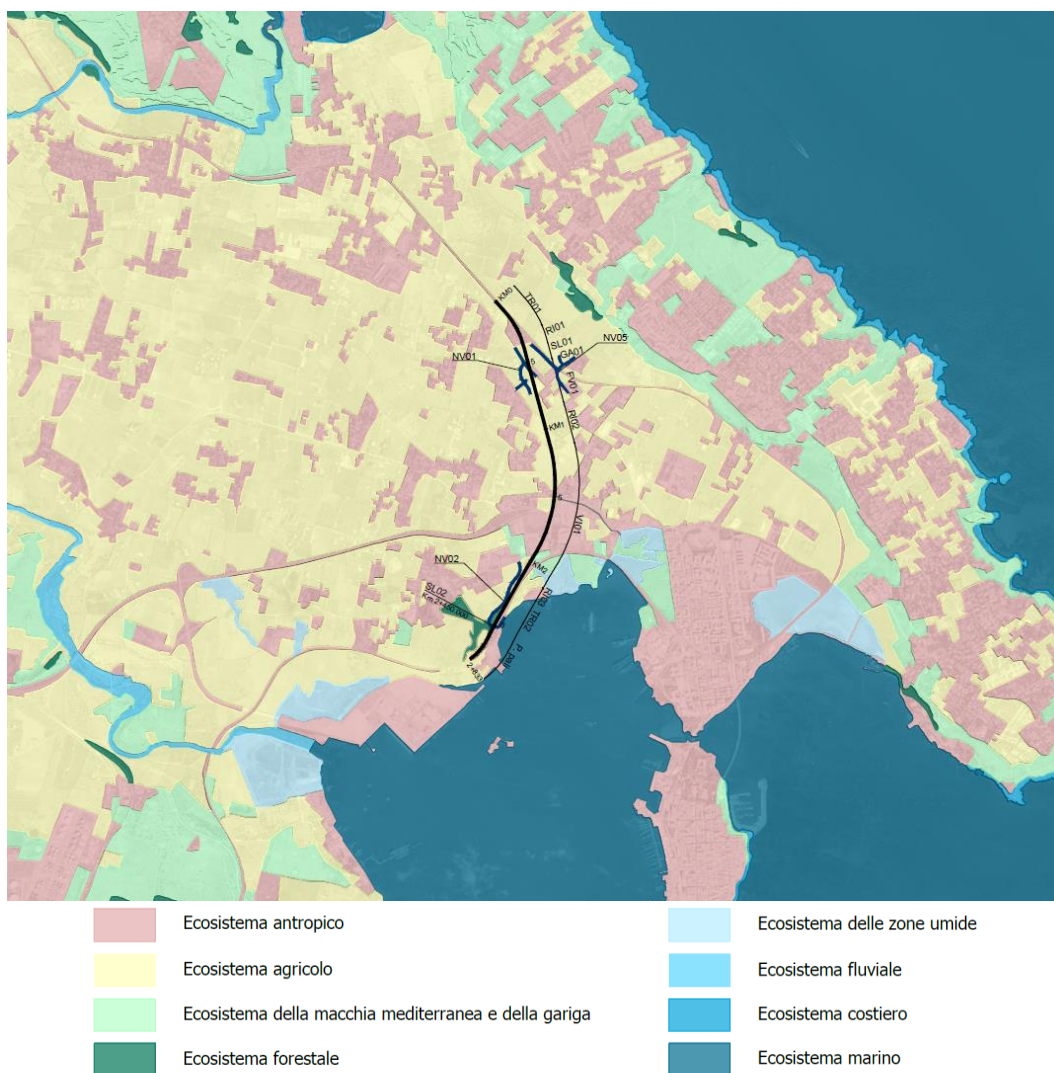 KM0
TR01
RI01
SL01
GA01
NV05
NV01
FV01
RI02
KM1
VI01
NV02
KM2
SL02
RI03 TR02
2+833
Ecosistema antropico
Ecosistema delle zone umide
Ecosistema agricolo
Ecosistema fluviale
Ecosistema della macchia mediterranea e della gariga
Ecosistema costiero
Ecosistema forestale
Ecosistema marino